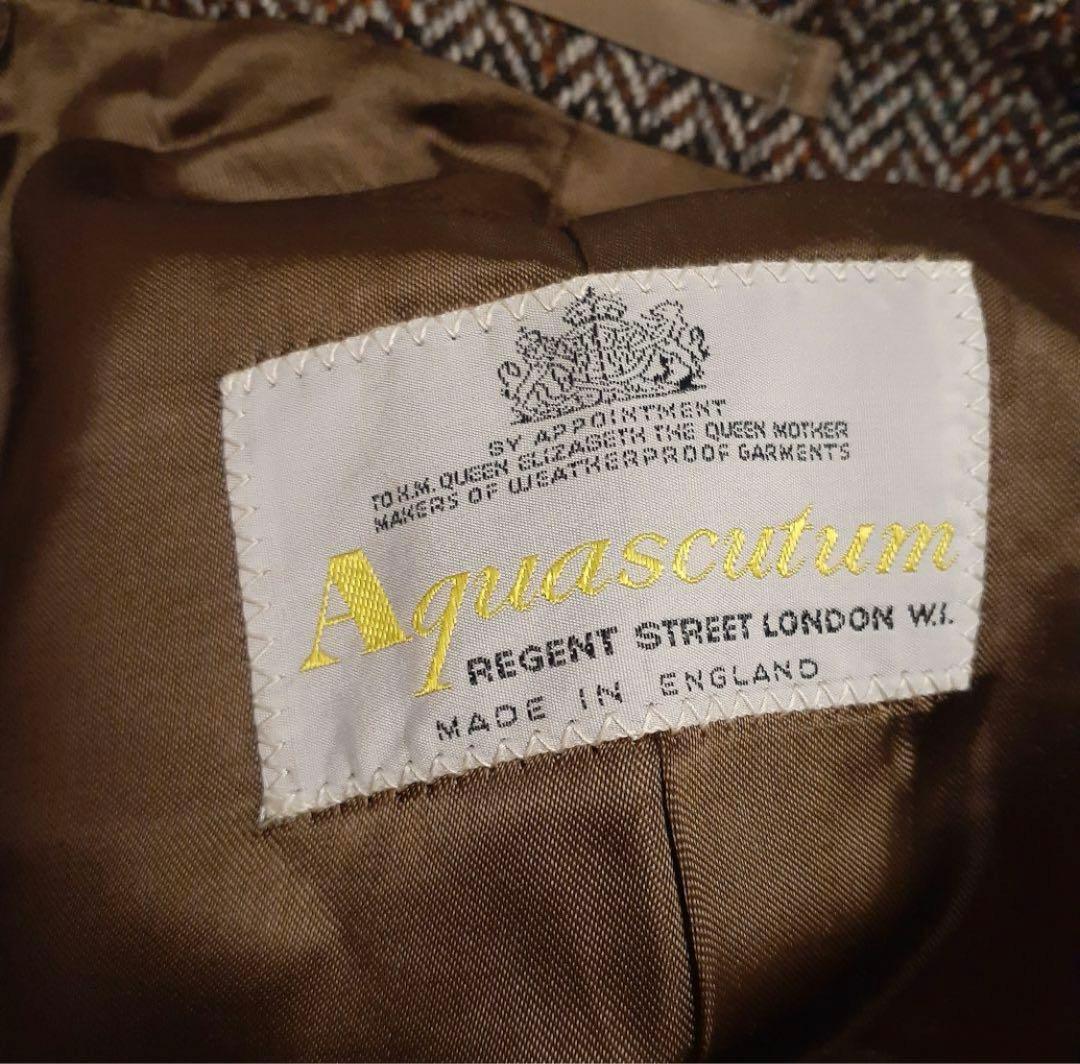 BY APPOINTMENT
TO H.M. QUEEN ELIZABETH THE QUEEN MOTHER
MAKERS OF WEATHERPROOF GARMENTS
Aquascutum
REGENT STREET LONDON W.1.
MADE IN ENGLAND